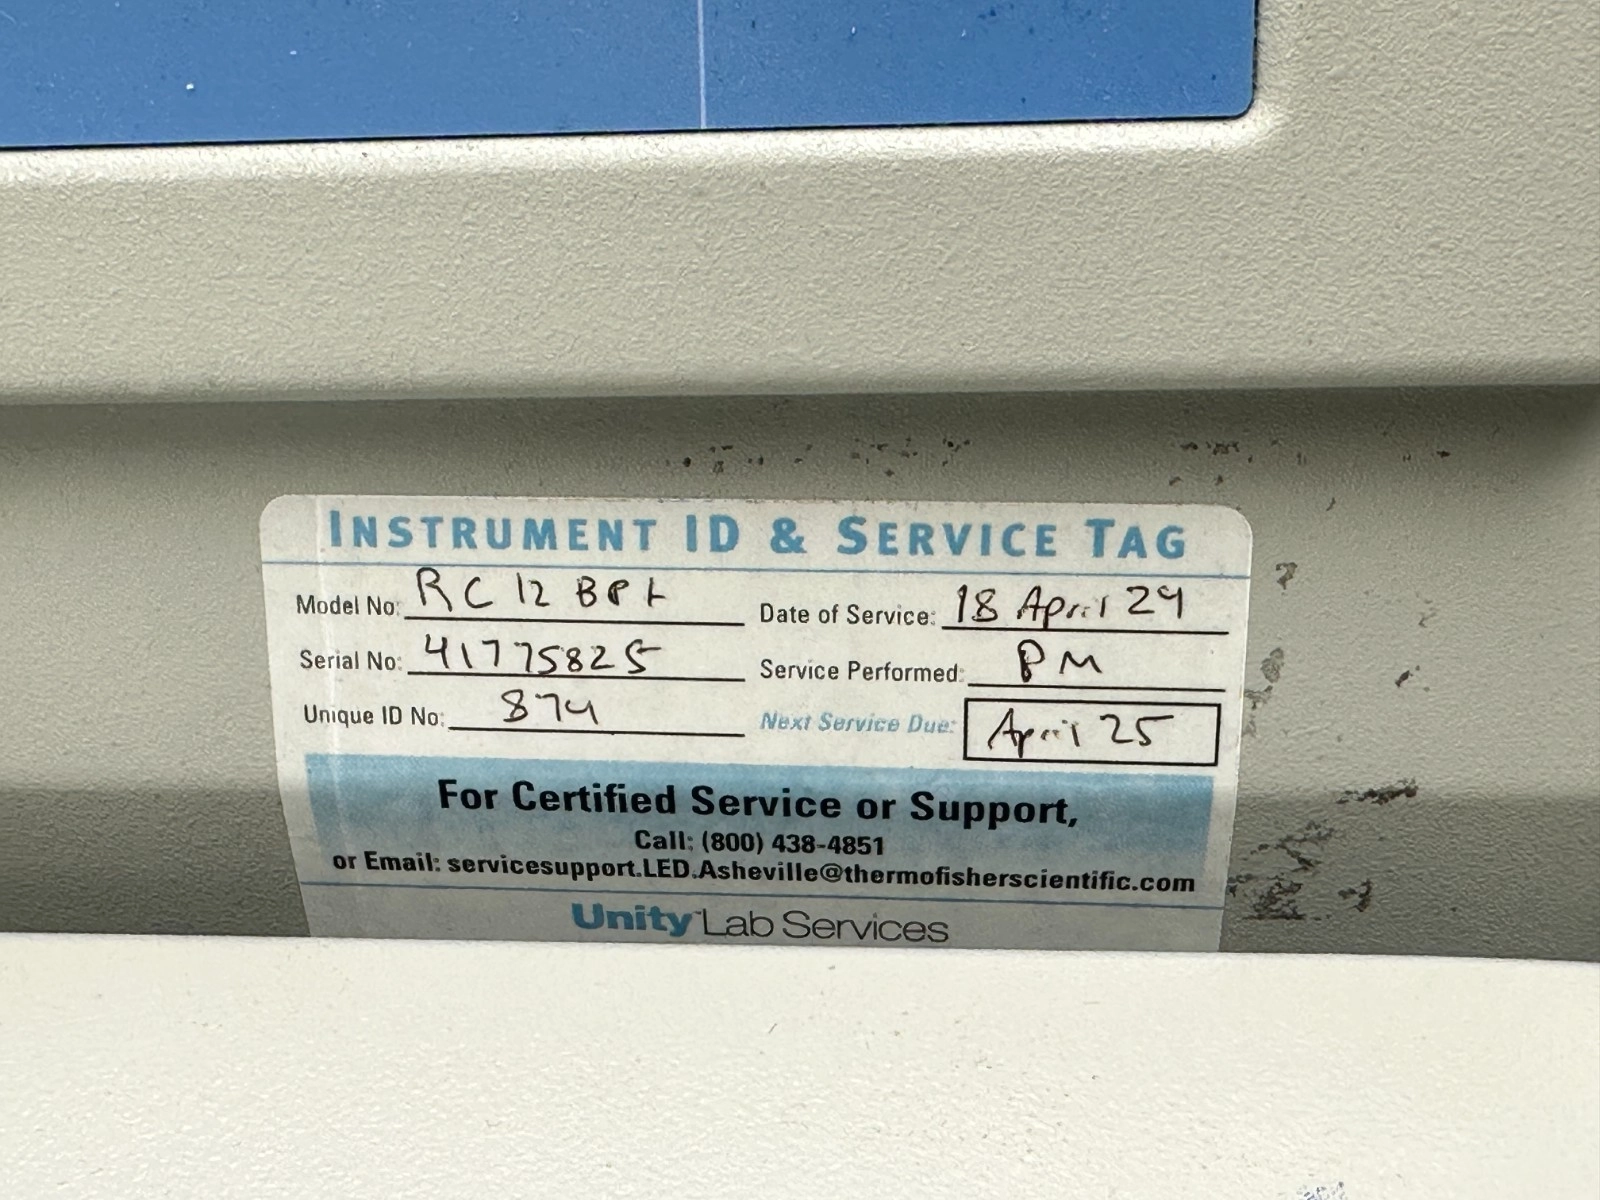 INSTRUMENT ID & SERVICE TAG
Model No: RC 12 BP+
Date of Service: 18 April 24
Serial No: 41775825
Service Performed: PM
Unique ID No: 874
Next Service Due: April 25
For Certified Service or Support,
Call: (800) 438-4851
or Email: servicesupport.LED.Asheville@thermofisherscientific.com
Unity Lab Services